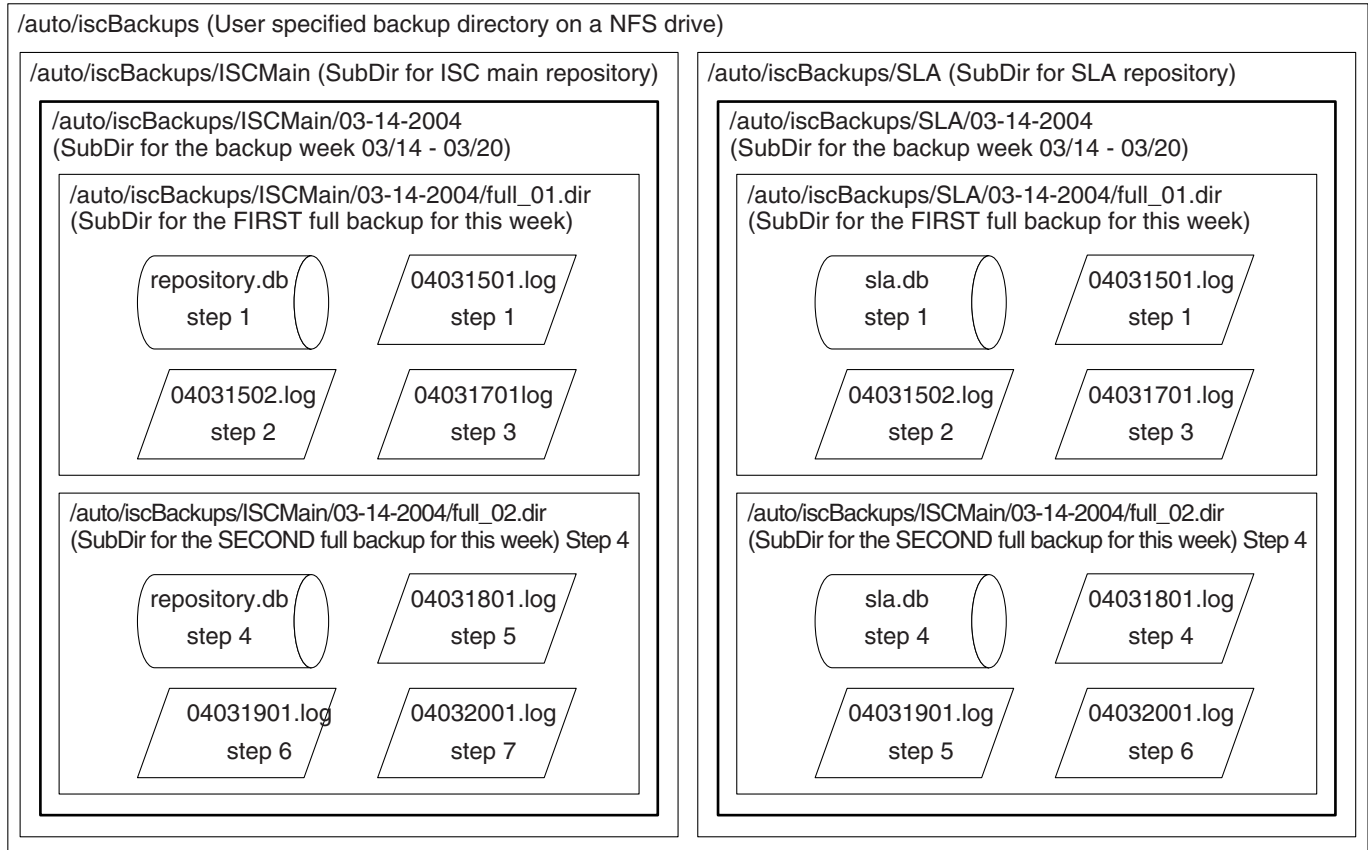 /auto/iscBackups (User specified backup directory on a NFS drive)
/auto/iscBackups/ISCMain (SubDir for ISC main repository)
/auto/iscBackups/ISCMain/03-14-2004
(SubDir for the backup week 03/14 - 03/20)
/auto/iscBackups/ISCMain/03-14-2004/full_01.dir
(SubDir for the FIRST full backup for this week)
repository.db
step 1
04031501.log
step 1
04031502.log
step 2
04031701log
step 3
/auto/iscBackups/ISCMain/03-14-2004/full_02.dir
(SubDir for the SECOND full backup for this week) Step 4
repository.db
step 4
04031801.log
step 5
04031901.log
step 6
04032001.log
step 7
/auto/iscBackups/SLA (SubDir for SLA repository)
/auto/iscBackups/SLA/03-14-2004
(SubDir for the backup week 03/14 - 03/20)
/auto/iscBackups/SLA/03-14-2004/full_01.dir
(SubDir for the FIRST full backup for this week)
sla.db
step 1
04031501.log
step 1
04031502.log
step 2
04031701.log
step 3
/auto/iscBackups/ISCMain/03-14-2004/full_02.dir
(SubDir for the SECOND full backup for this week) Step 4
sla.db
step 4
04031801.log
step 4
04031901.log
step 5
04032001.log
step 6